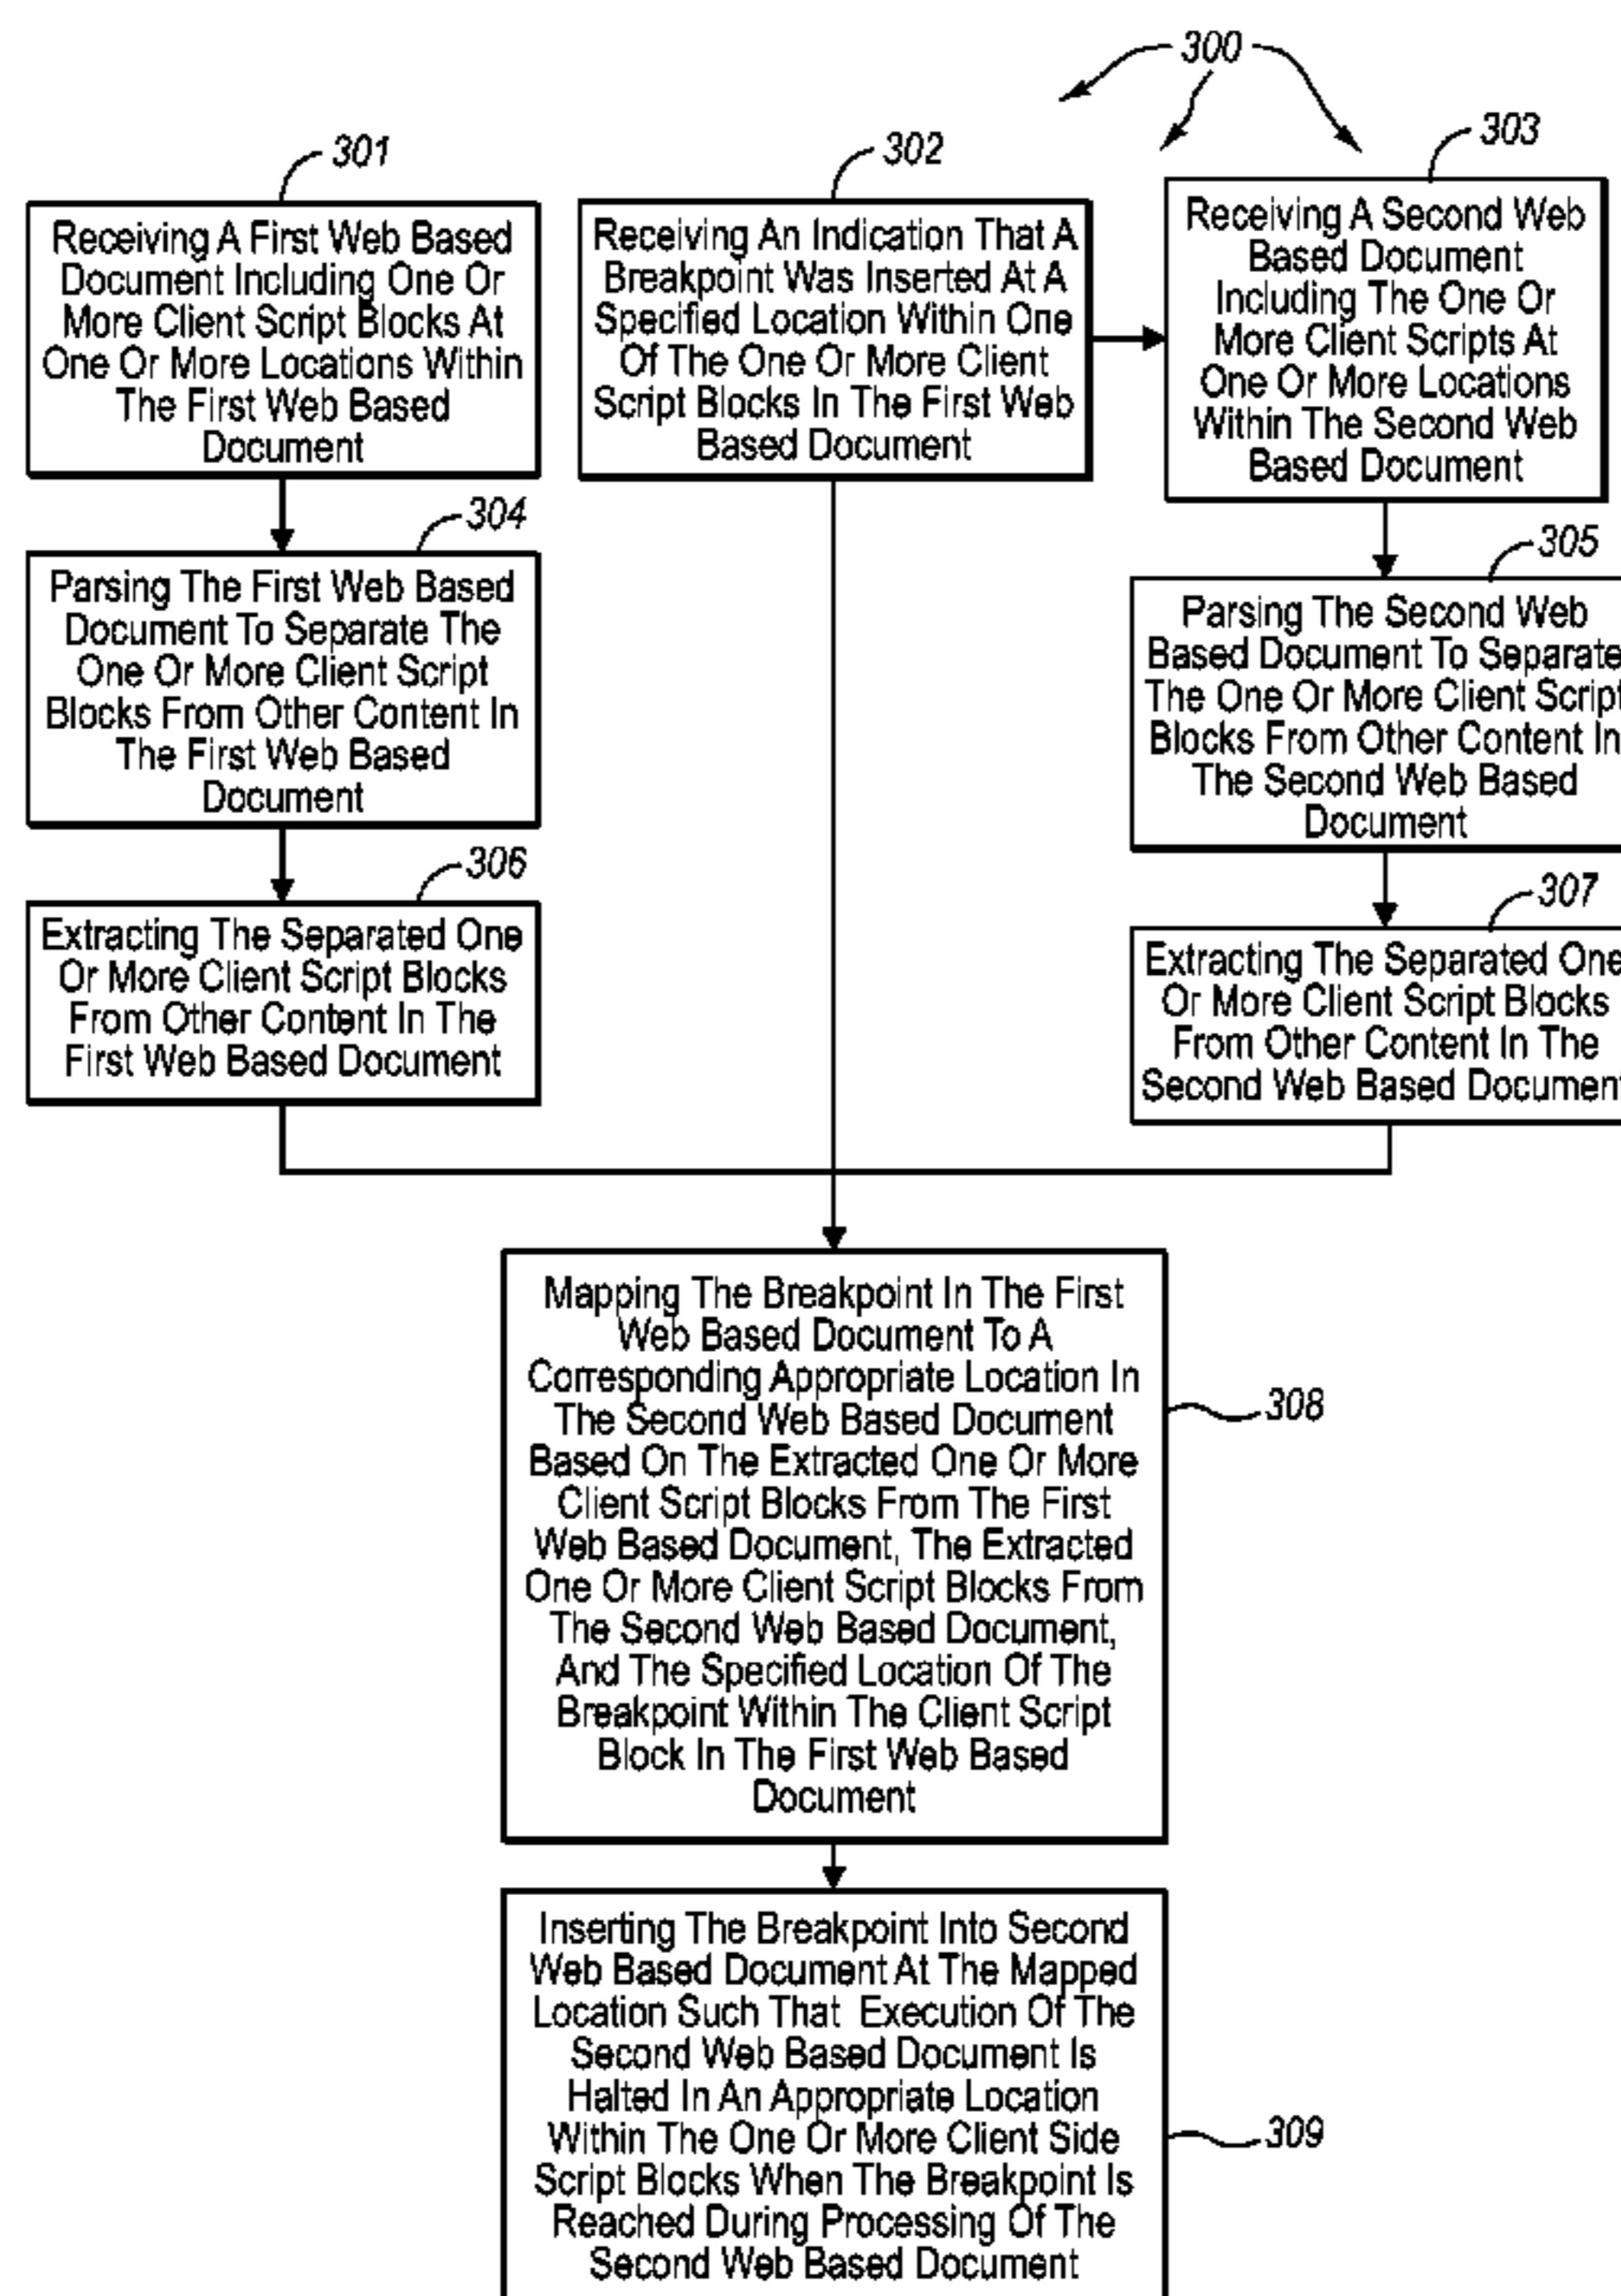 300
301
Receiving A First Web Based
Document Including One Or
More Client Script Blocks At
One Or More Locations Within
The First Web Based
Document
302
Receiving An Indication That A
Breakpoint Was Inserted At A
Specified Location Within One
Of The One Or More Client
Script Blocks In The First Web
Based Document
303
Receiving A Second Web
Based Document
Including The One Or
More Client Scripts At
One Or More Locations
Within The Second Web
Based Document
304
Parsing The First Web Based
Document To Separate The
One Or More Client Script
Blocks From Other Content In
The First Web Based
Document
305
Parsing The Second Web
Based Document To Separate
The One Or More Client Script
Blocks From Other Content In
The Second Web Based
Document
306
Extracting The Separated One
Or More Client Script Blocks
From Other Content In The
First Web Based Document
307
Extracting The Separated One
Or More Client Script Blocks
From Other Content In The
Second Web Based Document
Mapping The Breakpoint In The First
Web Based Document To A
Corresponding Appropriate Location In
The Second Web Based Document
Based On The Extracted One Or More
Client Script Blocks From The First
Web Based Document, The Extracted
One Or More Client Script Blocks From
The Second Web Based Document,
And The Specified Location Of The
Breakpoint Within The Client Script
Block In The First Web Based
Document
308
Inserting The Breakpoint Into Second
Web Based Document At The Mapped
Location Such That Execution Of The
Second Web Based Document Is
Halted In An Appropriate Location
Within The One Or More Client Side
Script Blocks When The Breakpoint Is
Reached During Processing Of The
Second Web Based Document
309